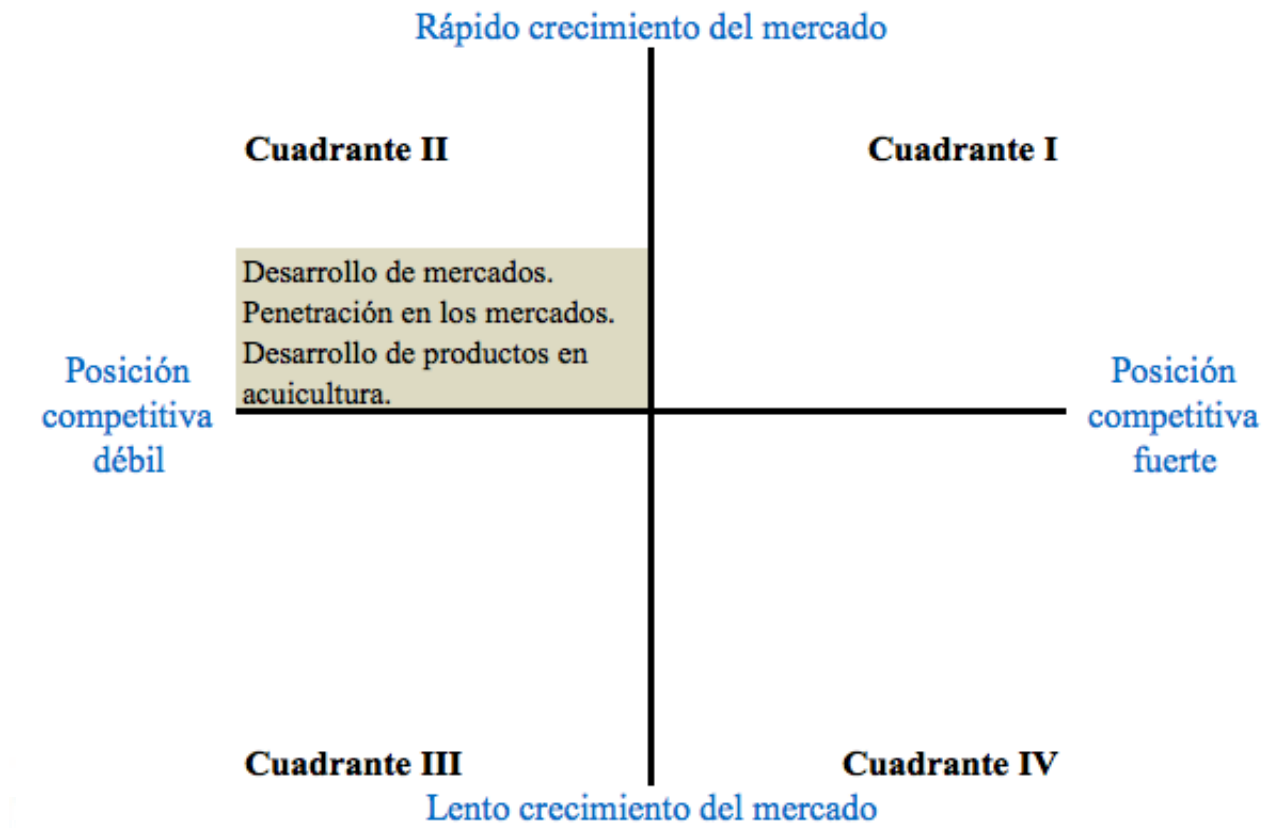 Rápido crecimiento del mercado
Cuadrante II
Cuadrante I
Desarrollo de mercados.
Penetración en los mercados.
Desarrollo de productos en
acuicultura.
Posición
competitiva
débil
Posición
competitiva
fuerte
Cuadrante III
Cuadrante IV
Lento crecimiento del mercado